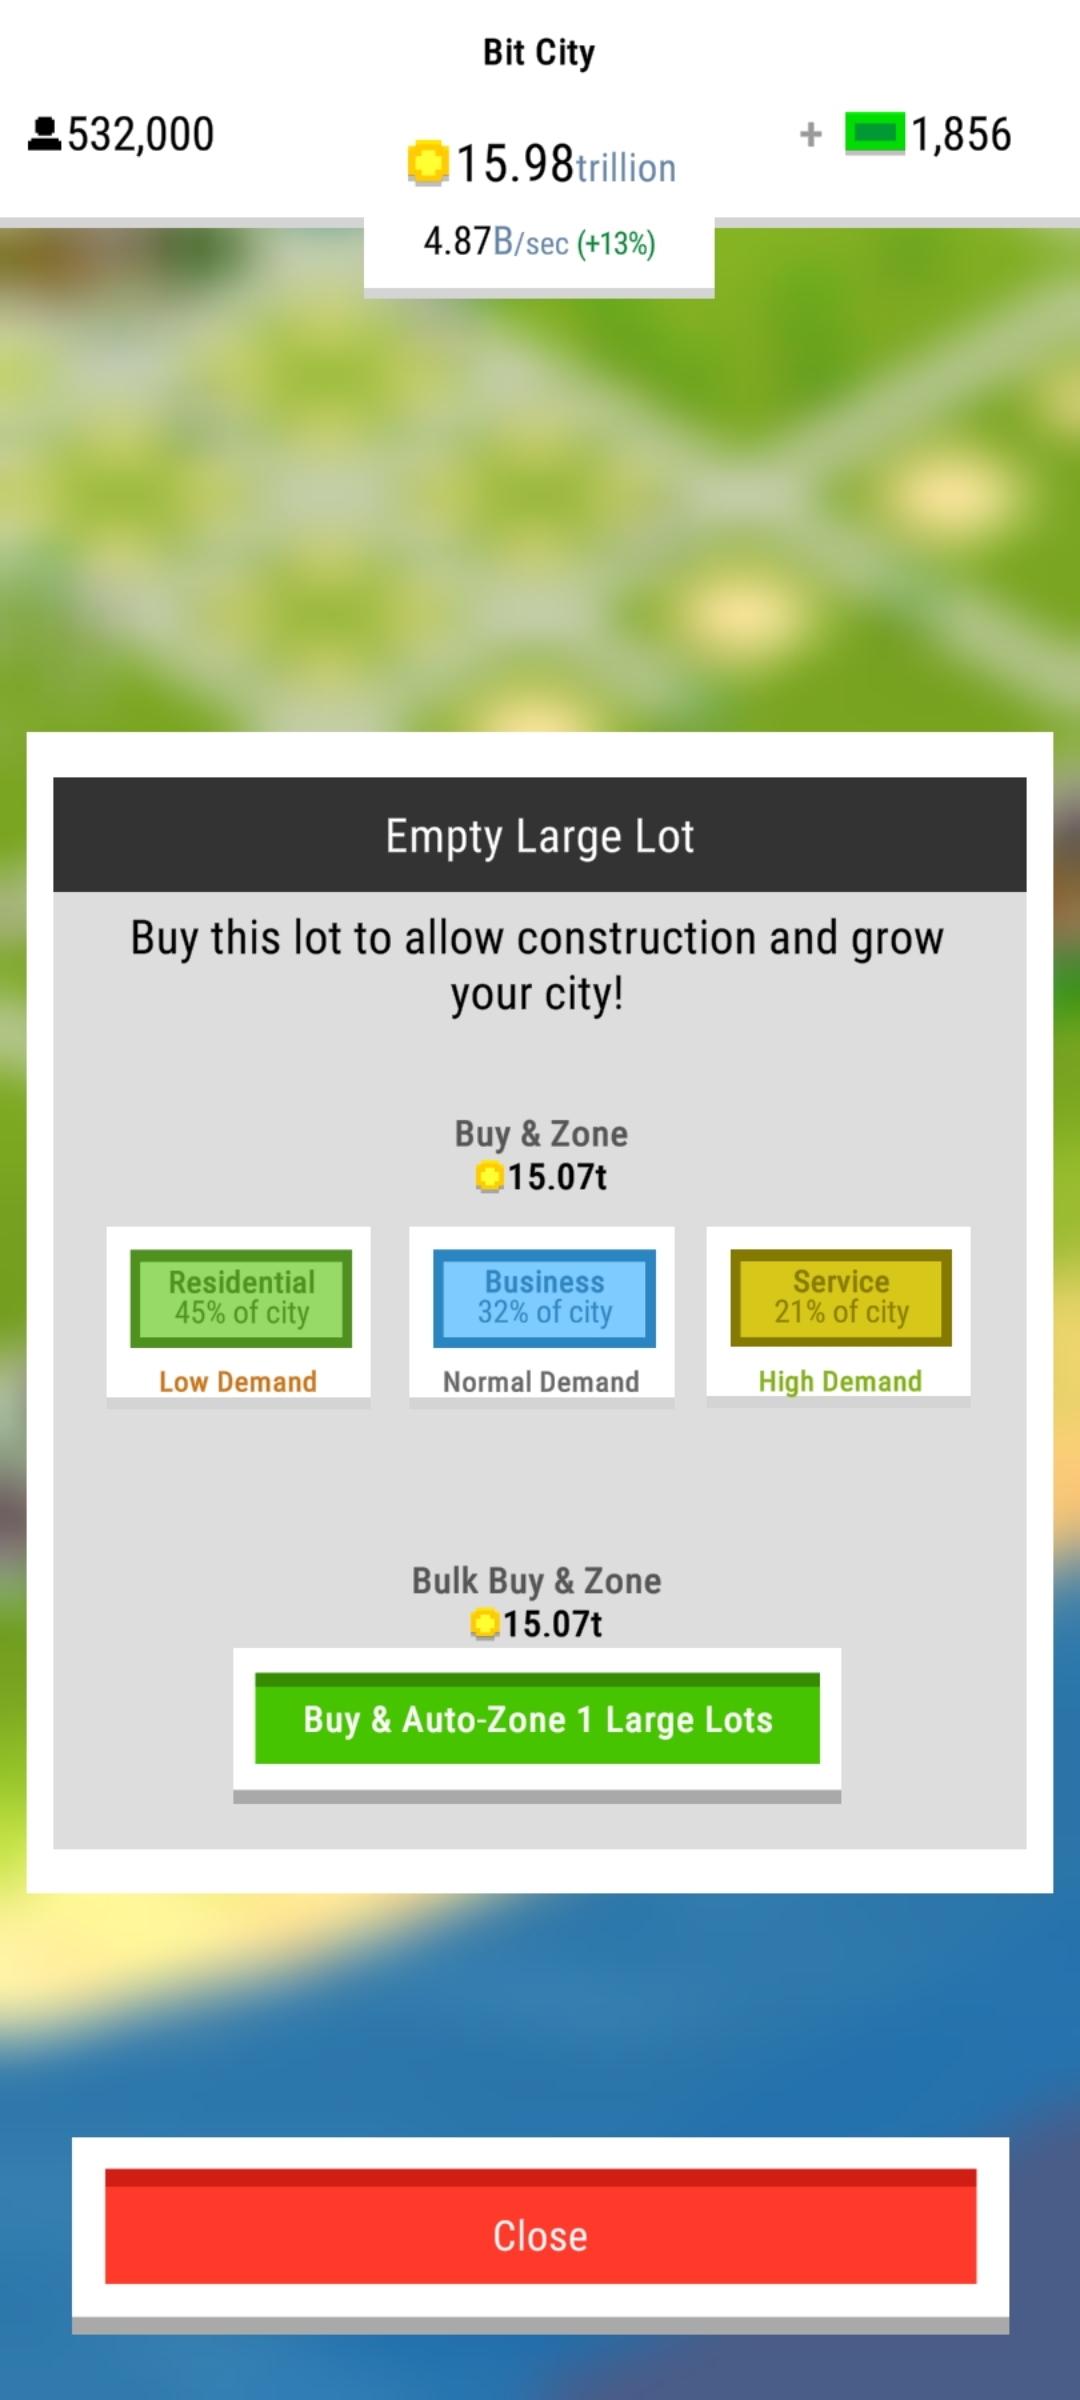 Bit City
532,000
15.98trillion
+ 1,856
4.87B/sec (+13%)
Empty Large Lot
Buy this lot to allow construction and grow
your city!
Buy & Zone
15.07t
Residential
45% of city
Low Demand
Business
32% of city
Normal Demand
Service
21% of city
High Demand
Bulk Buy & Zone
15.07t
Buy & Auto-Zone 1 Large Lots
Close